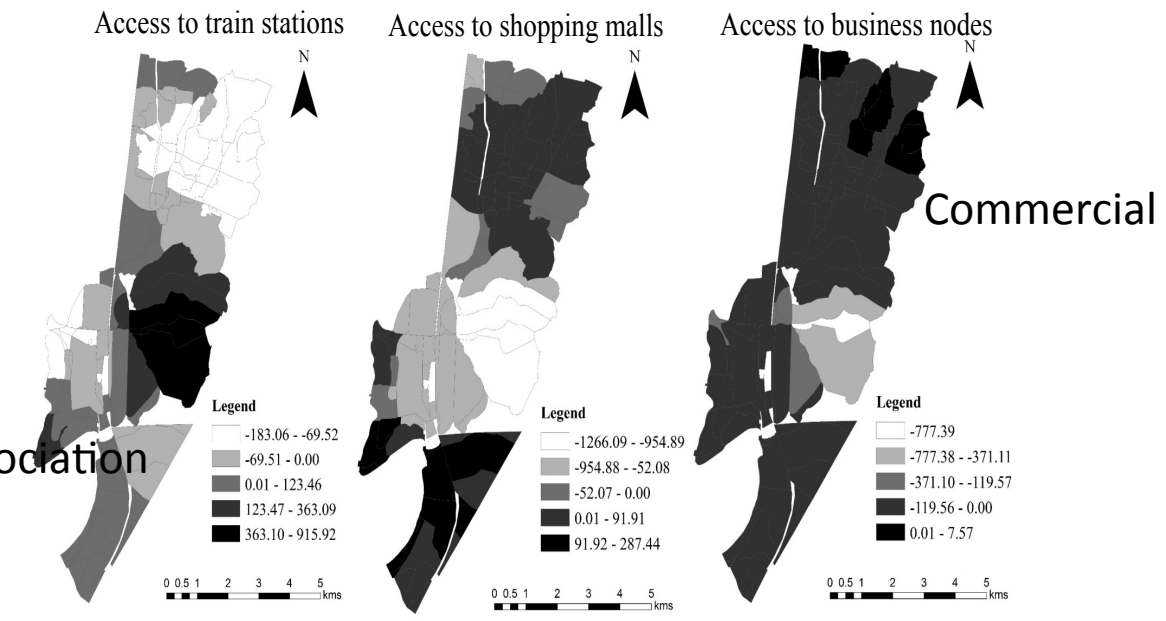 Access to train stations
Access to shopping malls
Access to business nodes
N
N
N
Commercial
ociation
Legend
-183.06 - -69.52
-69.51 - 0.00
0.01 - 123.46
123.47 - 363.09
363.10 - 915.92
0 0.5 1 2 3 4 5
kms
Legend
-1266.09 - -954.89
-954.88 - -52.08
-52.07 - 0.00
0.01 - 91.91
91.92 - 287.44
0 0.5 1 2 3 4 5
kms
Legend
-777.39
-777.38 - -371.11
-371.10 - -119.57
-119.56 - 0.00
0.01 - 7.57
0 0.5 1 2 3 4 5
kms